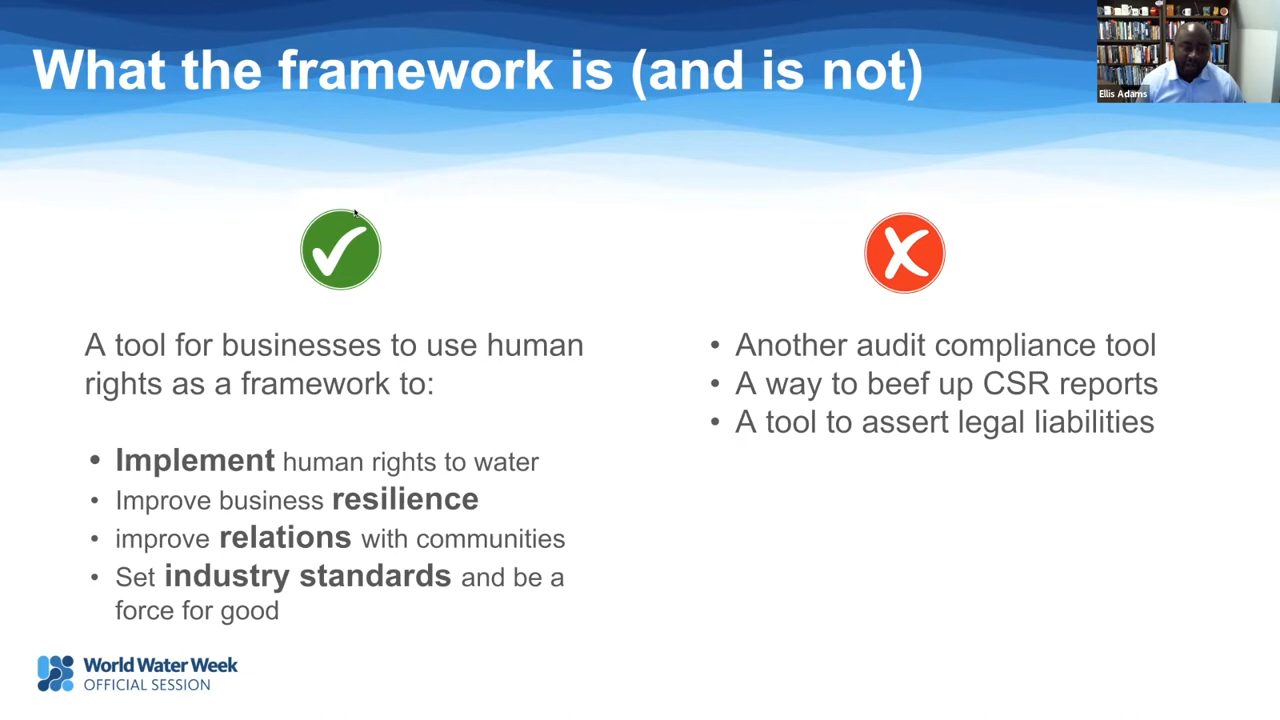 What the framework is (and is not)
Ellis Adams
A tool for businesses to use human
rights as a framework to:
• Implement human rights to water
• Improve business resilience
• improve relations with communities
• Set industry standards and be a
force for good
• Another audit compliance tool
• A way to beef up CSR reports
• A tool to assert legal liabilities
World Water Week
OFFICIAL SESSION